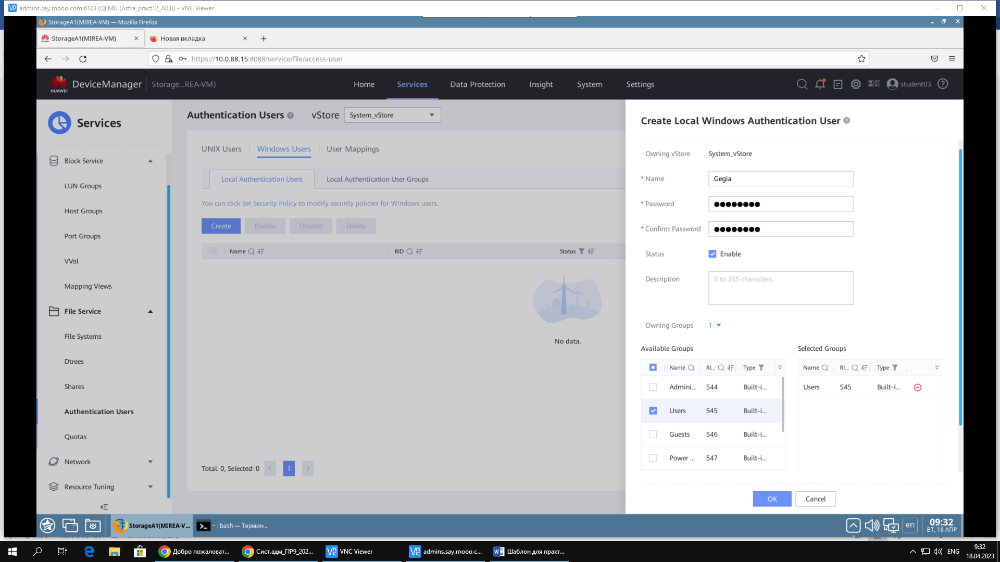 admins.say.mooo.com:6103 (QEMU (Astra_pract12_A03)) - VNC Viewer
StorageA1(MIREA-VM) — Mozilla Firefox
StorageA1(MIREA-VM)
Новая вкладка
https://10.0.88.15:8088/service/file/access-user
HUAWEI
DeviceManager
Storage...REA-VM)
Home
Services
Data Protection
Insight
System
Settings
student03
Services
Block Service
LUN Groups
Host Groups
Port Groups
VVol
Mapping Views
File Service
File Systems
Dtrees
Shares
Authentication Users
Quotas
Network
Resource Tuning
Authentication Users
vStore
System_vStore
UNIX Users
Windows Users
User Mappings
Local Authentication Users
Local Authentication User Groups
You can click Set Security Policy to modify security policies for Windows users.
Create
Enable
Disable
Delete
Name
RID
Status
No data.
Total: 0, Selected: 0
1
Create Local Windows Authentication User
Owning vStore
System_vStore
* Name
Gegia
* Password
●●●●●●●●
* Confirm Password
●●●●●●●●
Status
Enable
Description
0 to 255 characters
Owning Groups
1
Available Groups
Name RI... Type
Admini... 544 Built-i...
Users 545 Built-i...
Guests 546 Built-i...
Power ... 547 Built-i...
Selected Groups
Name RI... Type
Users 545 Built-i...
OK
Cancel
StorageA1(MIREA-V...
~ : bash — Термин...
en
09:32
ВТ, 18 АПР
Добро пожаловат...
Сист.адм_ПР9_202...
VNC Viewer
admins.say.mooo.c...
Шаблон для практ...
ENG
9:32
18.04.2023